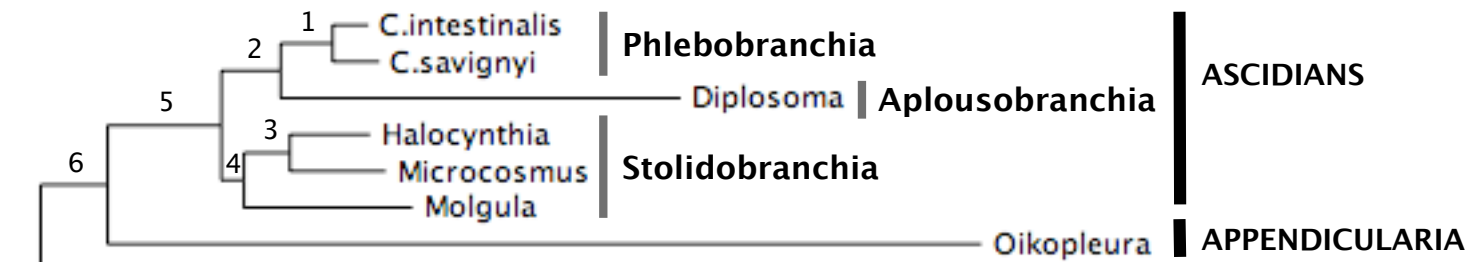 1 C.intestinalis
2 C.savignyi Phlebobranchia
Diplosoma Aplousobranchia ASCIDIANS
5
3 Halocynthia
4 Microcosmus Stolidobranchia
6 Molgula
Oikopleura APPENDICULARIA